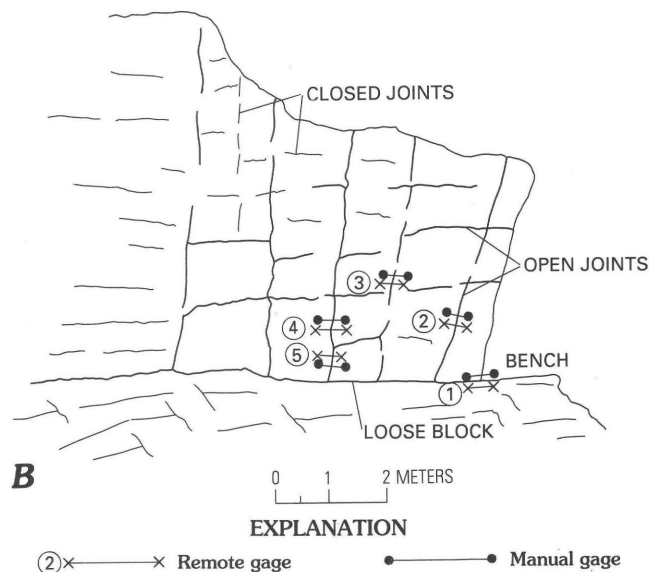 CLOSED JOINTS
OPEN JOINTS
③
②
④
⑤
BENCH
①
LOOSE BLOCK
B
0 1 2 METERS
EXPLANATION
② Remote gage Manual gage